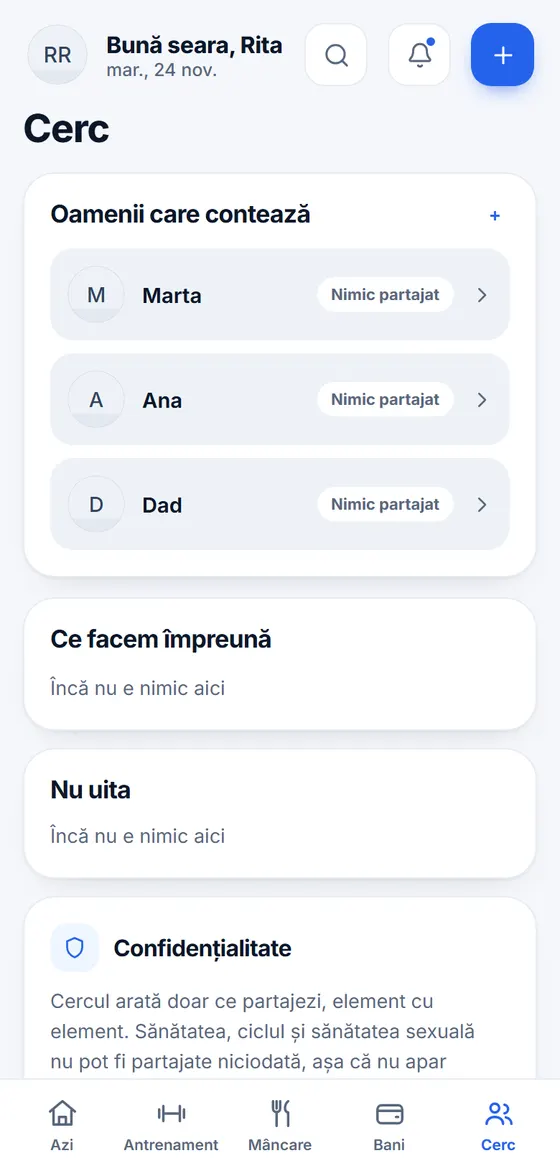 RR
Bună seara, Rita
mar., 24 nov.
Cerc
Oamenii care contează
M
Marta
Nimic partajat
A
Ana
Nimic partajat
D
Dad
Nimic partajat
Ce facem împreună
Încă nu e nimic aici
Nu uita
Încă nu e nimic aici
Confidențialitate
Cercul arată doar ce partajezi, element cu
element. Sănătatea, ciclul și sănătatea sexuală
nu pot fi partajate niciodată, așa că nu apar
Azi
Antrenament
Mâncare
Bani
Cerc